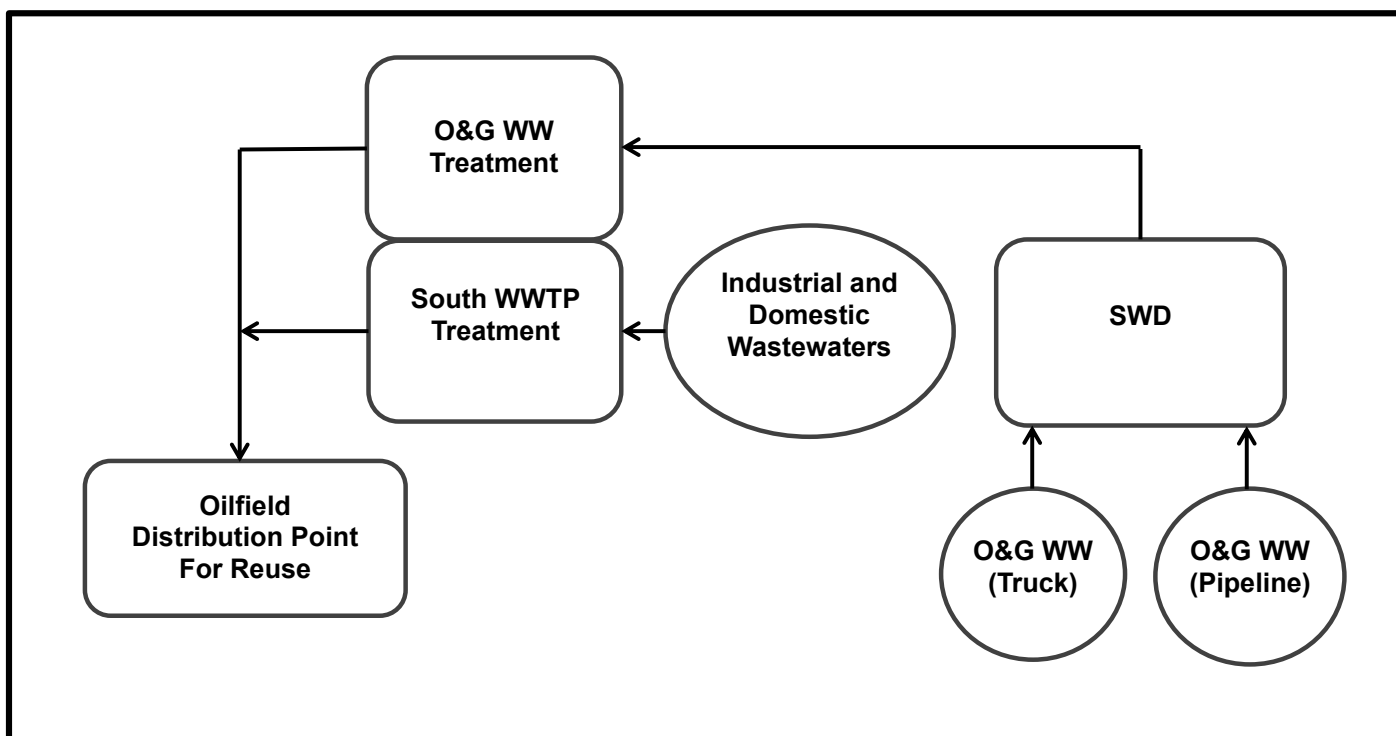 O&G WW
Treatment
South WWTP
Treatment
Industrial and
Domestic
Wastewaters
SWD
Oilfield
Distribution Point
For Reuse
O&G WW
(Truck)
O&G WW
(Pipeline)